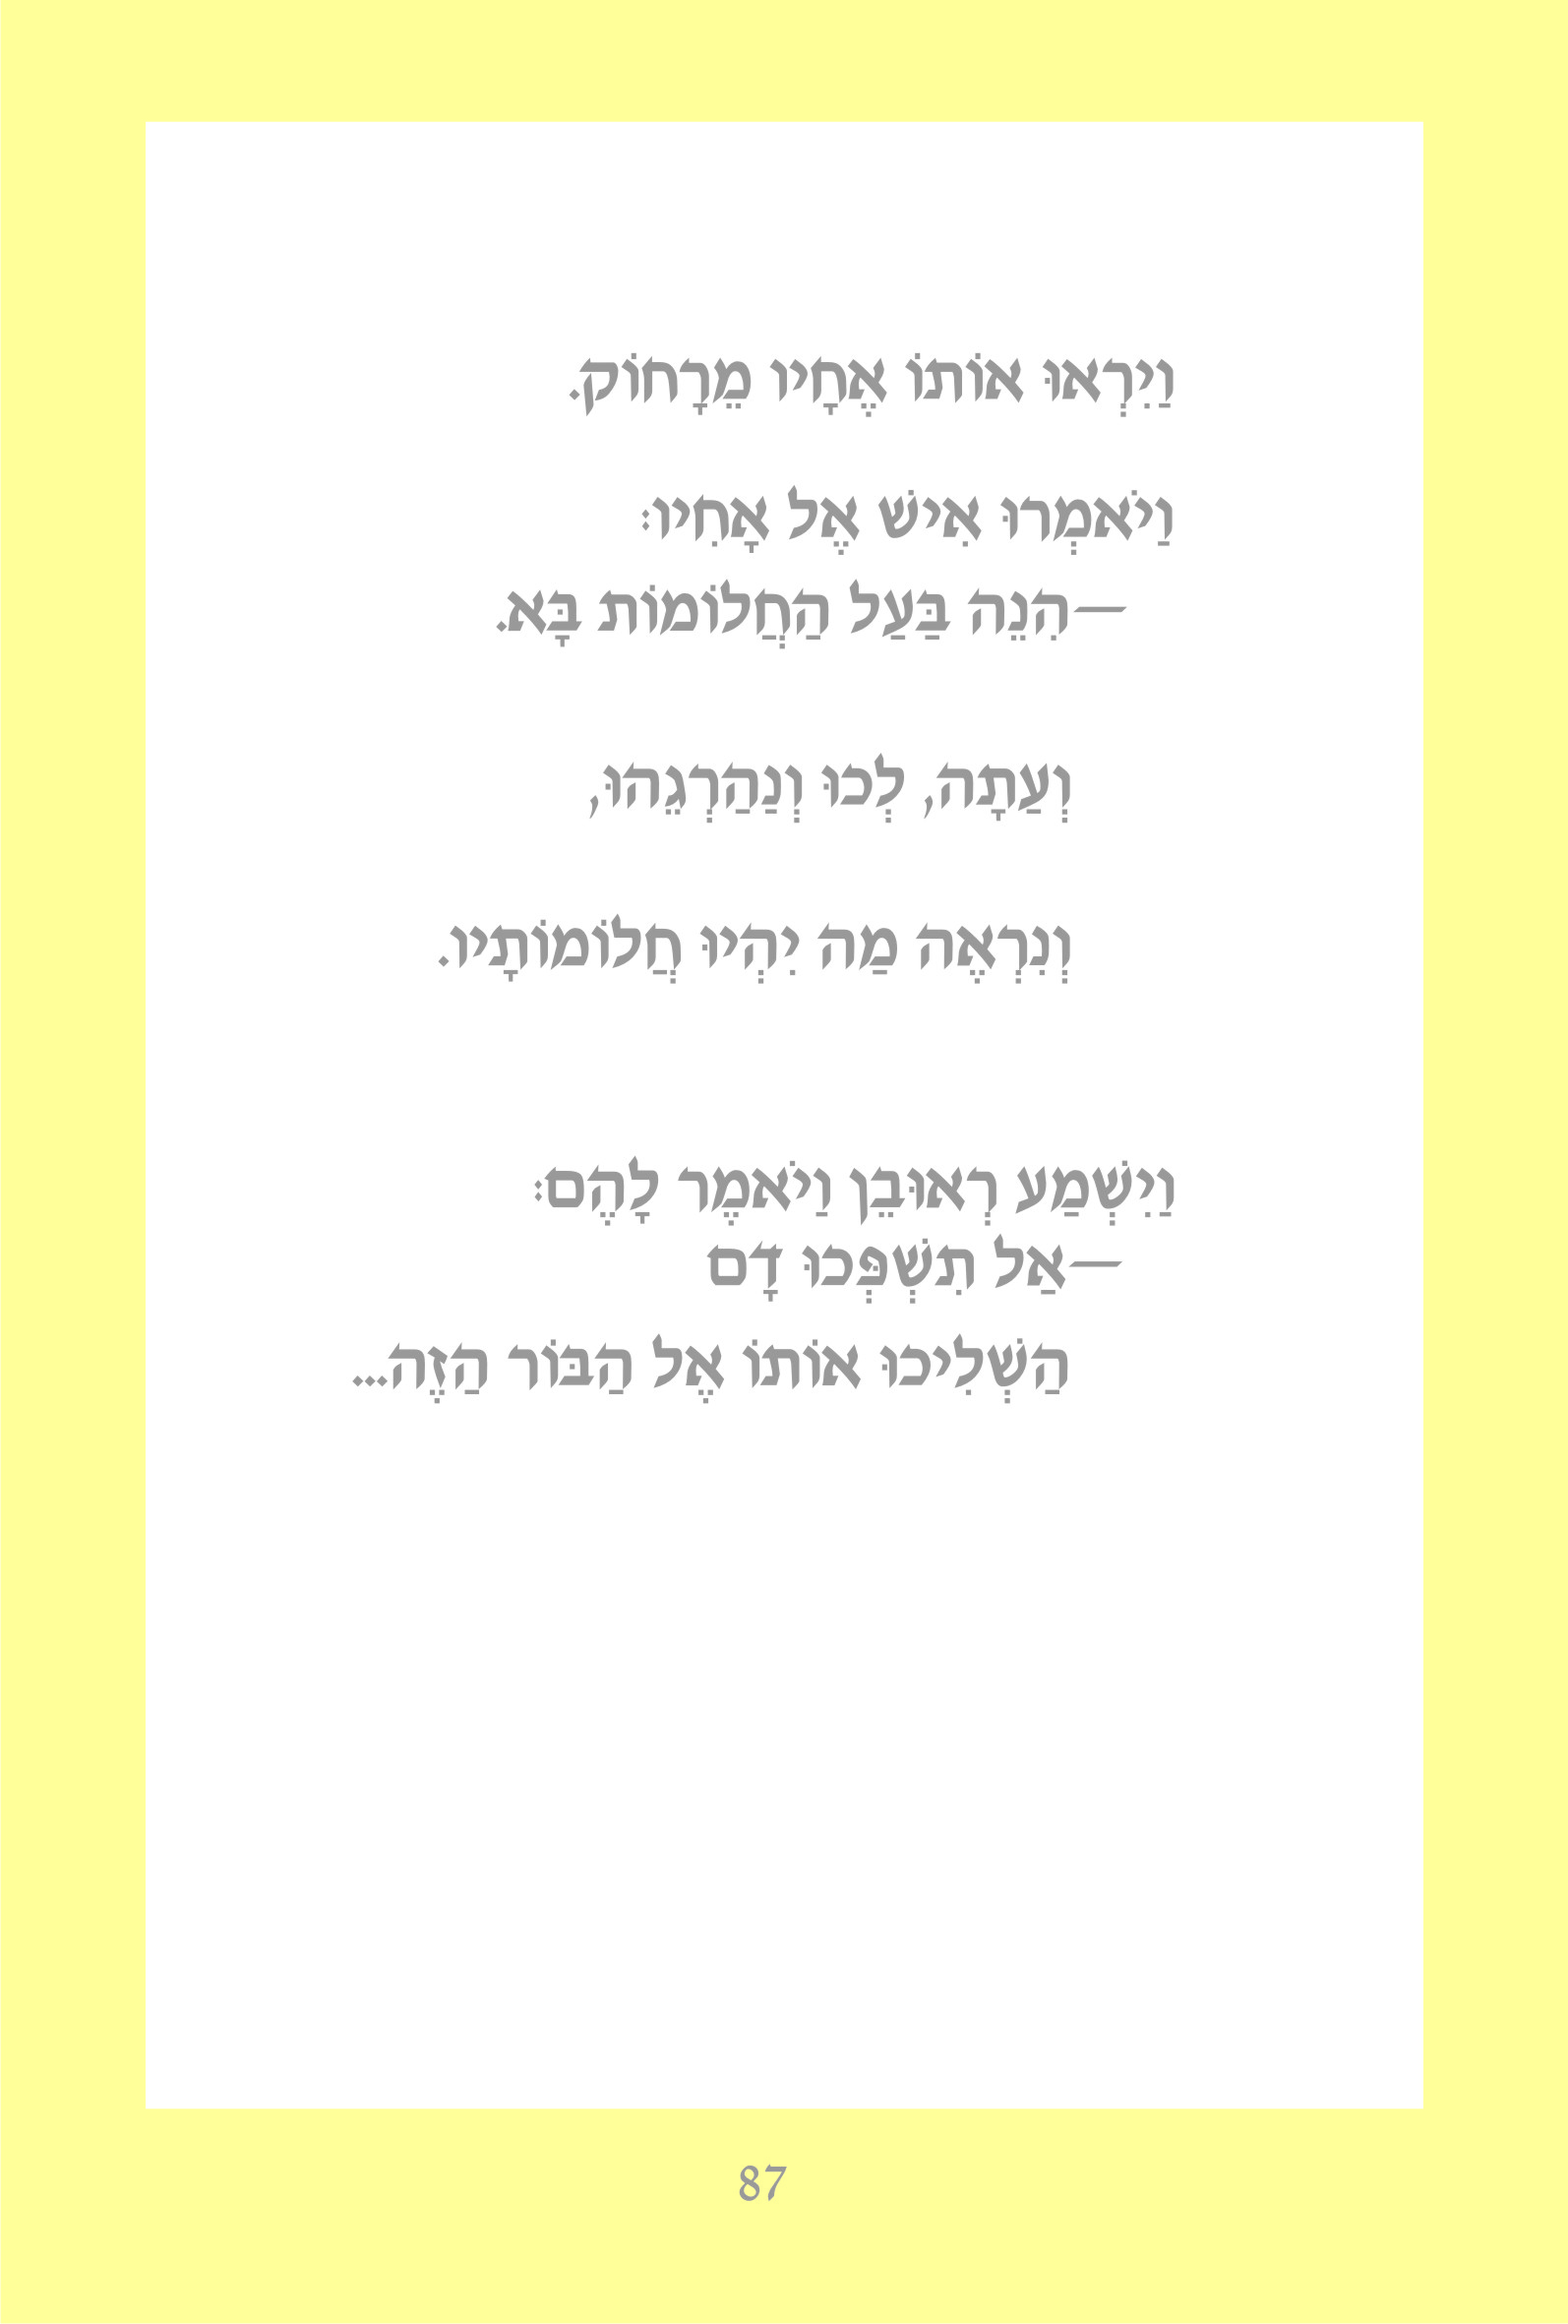 וַיִרְאוּ אוֹתוֹ אֶחָיו מֵרָחוֹק.
וַיֹאמְרוּ אִישׁ אֶל אָחִיו:
—הִנֵה בַּעַל הַחֲלוֹמוֹת בָּא.
וְעַתָּה, לְכוּ וְנַהַרְגֵהוּ,
וְנִרְאֶה מַה יִהְיוּ חֲלוֹמוֹתָיו.
וַיִשְׁמַע רְאוּבֵן וַיֹאמֶר לָהֶם:
—אַל תִשְׁפְּכוּ דָם
הַשְׁלִיכוּ אוֹתוֹ אֶל הַבּוֹר הַזֶה...
87